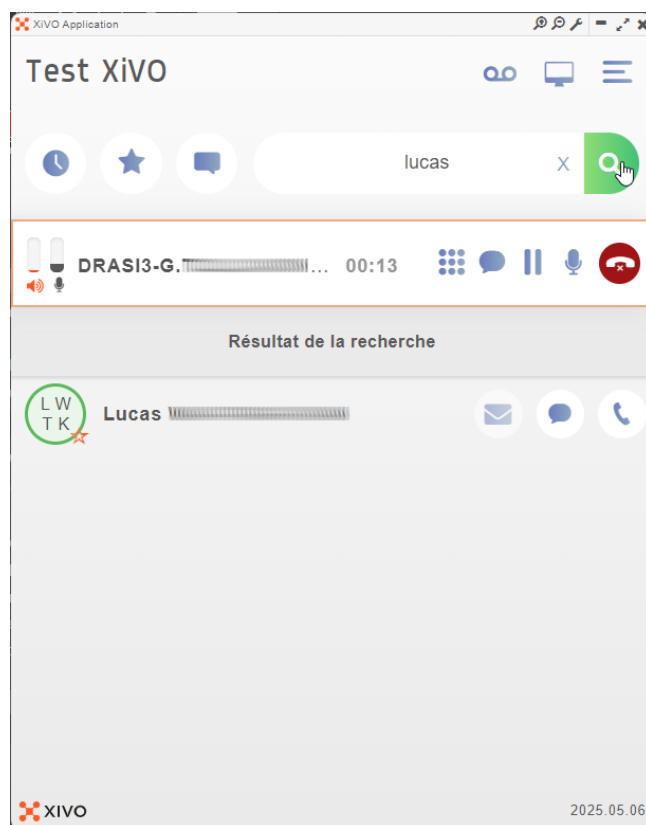 XiVO Application
Test XiVO
lucas X
DRASI3-G. ... 00:13
Résultat de la recherche
L W
T K
Lucas
XIVO
2025.05.06